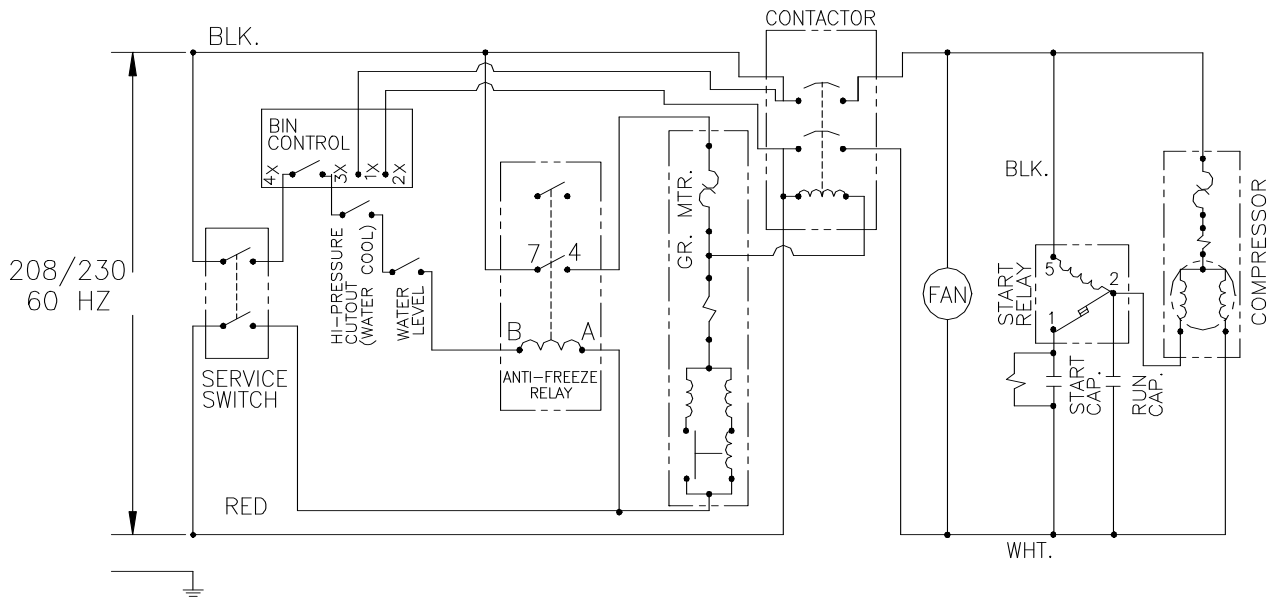 BLK.
CONTACTOR
BIN
CONTROL
4X
3X
1X
2X
208/230
60 HZ
HI-PRESSURE
CUTOUT
(WATER COOL)
WATER
LEVEL
7
4
B
A
ANTI-FREEZE
RELAY
SERVICE
SWITCH
RED
GR. MTR.
BLK.
FAN
START
RELAY
5
2
1
START
CAP.
RUN
CAP.
COMPRESSOR
WHT.